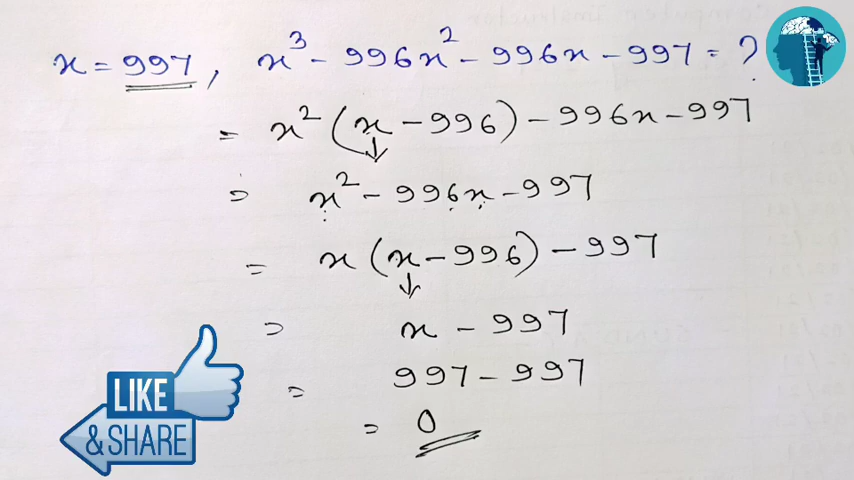 x = 997, x³ - 996x² - 996x - 997 = ?
= x² (x - 996) - 996x - 997
= x² - 996x - 997
= x (x - 996) - 997
= x - 997
= 997 - 997
= 0
LIKE
& SHARE